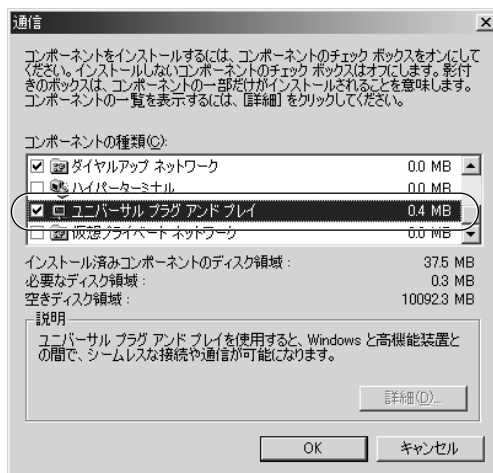 通信
コンポーネントをインストールするには、コンポーネントのチェック ボックスをオンにして
ください。インストールしないコンポーネントのチェック ボックスはオフにします。影付
きのボックスは、コンポーネントの一部だけがインストールされることを意味します。
コンポーネントの一覧を表示するには、[詳細] をクリックしてください。
コンポーネントの種類(C):
ダイヤルアップ ネットワーク 0.0 MB
ハイパーターミナル 0.0 MB
ユニバーサル プラグ アンド プレイ 0.4 MB
仮想プライベート ネットワーク 0.0 MB
インストール済みコンポーネントのディスク領域 : 37.5 MB
必要なディスク領域 : 0.3 MB
空きディスク領域 : 10092.3 MB
説明
ユニバーサル プラグ アンド プレイを使用すると、Windows と高機能装置と
の間で、シームレスな接続や通信が可能になります。
詳細(D)...
OK キャンセル